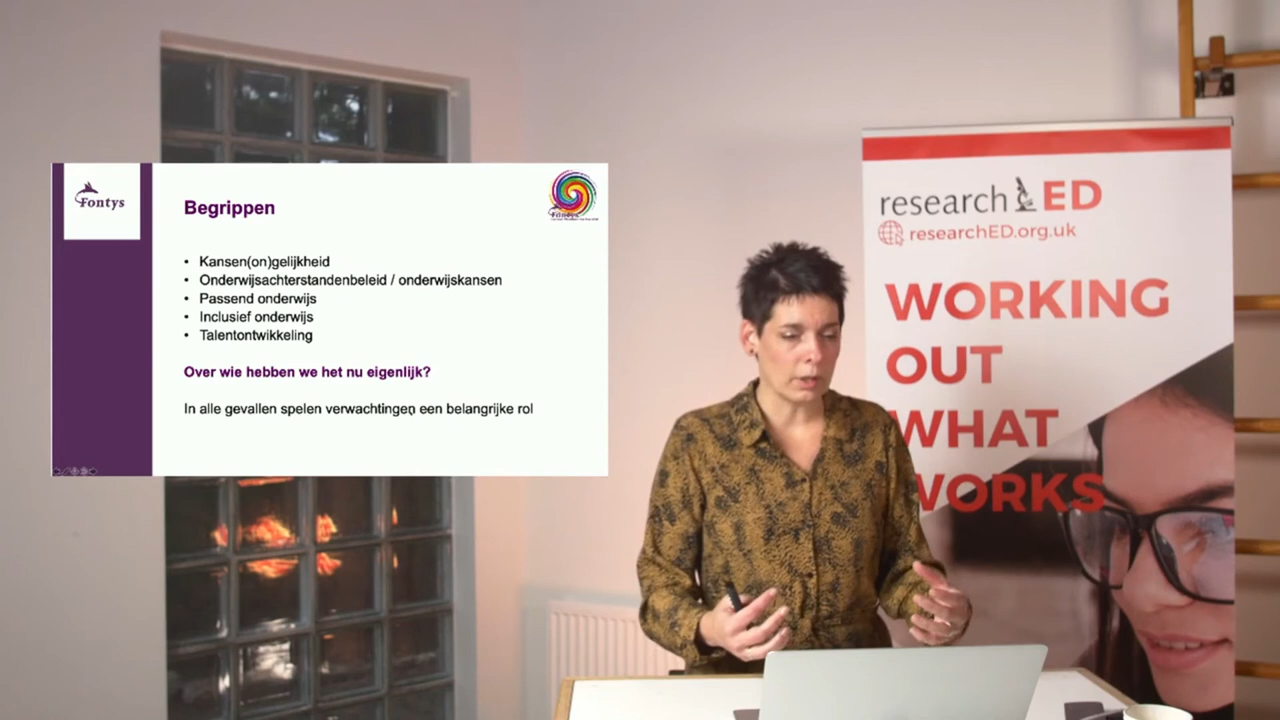 Fontys
Begrippen
• Kansen(on)gelijkheid
• Onderwijsachterstandenbeleid / onderwijskansen
• Passend onderwijs
• Inclusief onderwijs
• Talentontwikkeling
Over wie hebben we het nu eigenlijk?
In alle gevallen spelen verwachtingen een belangrijke rol
Fontys
research ED
researchED.org.uk
WORKING
OUT
WHAT
WORKS